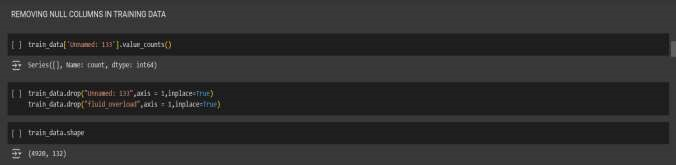 REMOVING NULL COLUMNS IN TRAINING DATA
[ ] train_data['Unnamed: 133'].value_counts()
Series([], Name: count, dtype: int64)
[ ] train_data.drop("Unnamed: 133",axis = 1,inplace=True)
train_data.drop("fluid_overload",axis = 1,inplace=True)
[ ] train_data.shape
(4920, 132)